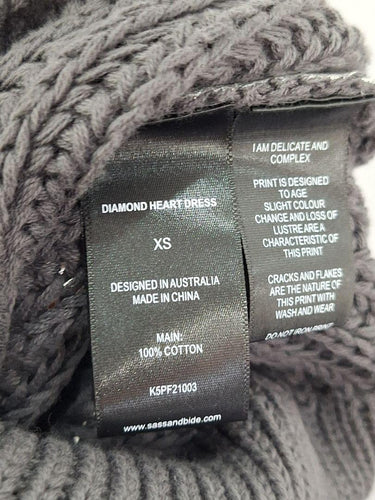 DIAMOND HEART DRESS
XS
DESIGNED IN AUSTRALIA
MADE IN CHINA
MAIN:
100% COTTON
K5PF21003
www.sassandbide.com
I AM DELICATE AND
COMPLEX
PRINT IS DESIGNED
TO AGE
SLIGHT COLOUR
CHANGE AND LOSS OF
LUSTRE ARE A
CHARACTERISTIC OF
THIS PRINT
CRACKS AND FLAKES
ARE THE NATURE OF
THIS PRINT WITH
WASH AND WEAR
DO NOT IRON PRINT